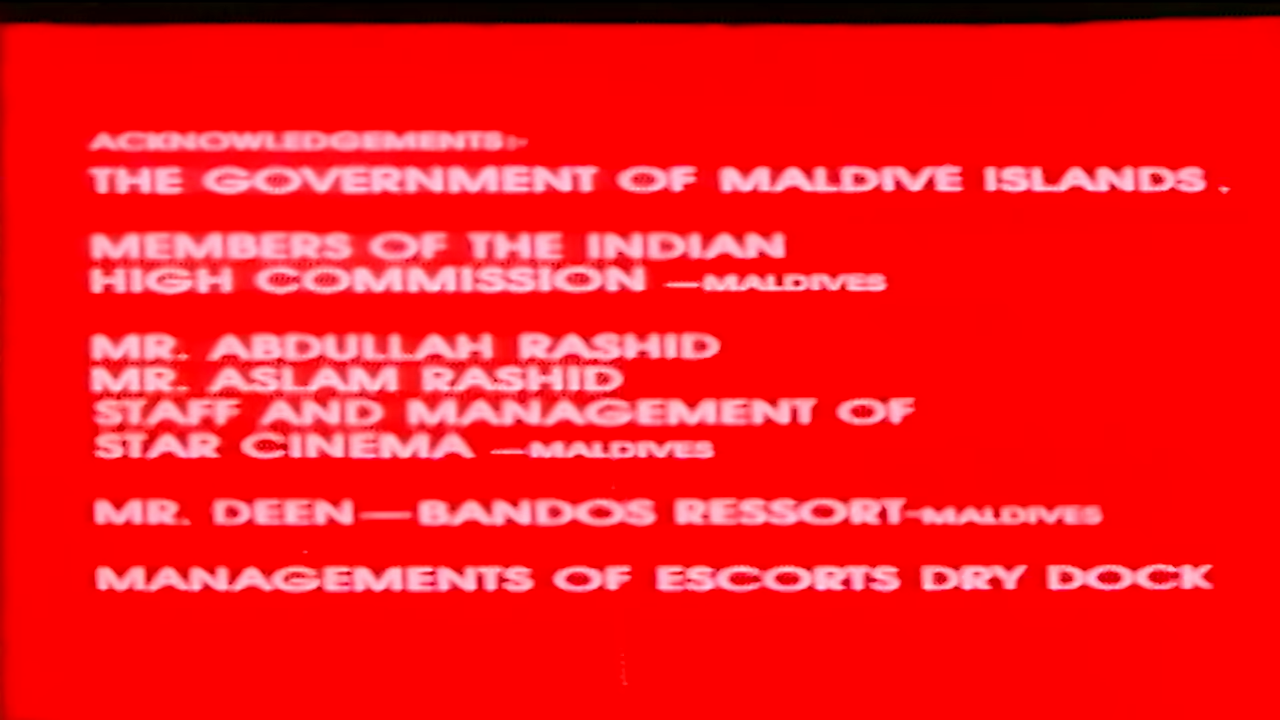 ACKNOWLEDGEMENTS:-
THE GOVERNMENT OF MALDIVE ISLANDS.
MEMBERS OF THE INDIAN
HIGH COMMISSION —MALDIVES
MR. ABDULLAH RASHID
MR. ASLAM RASHID
STAFF AND MANAGEMENT OF
STAR CINEMA —MALDIVES
MR. DEEN—BANDOS RESSORT-MALDIVES
MANAGEMENTS OF ESCORTS DRY DOCK